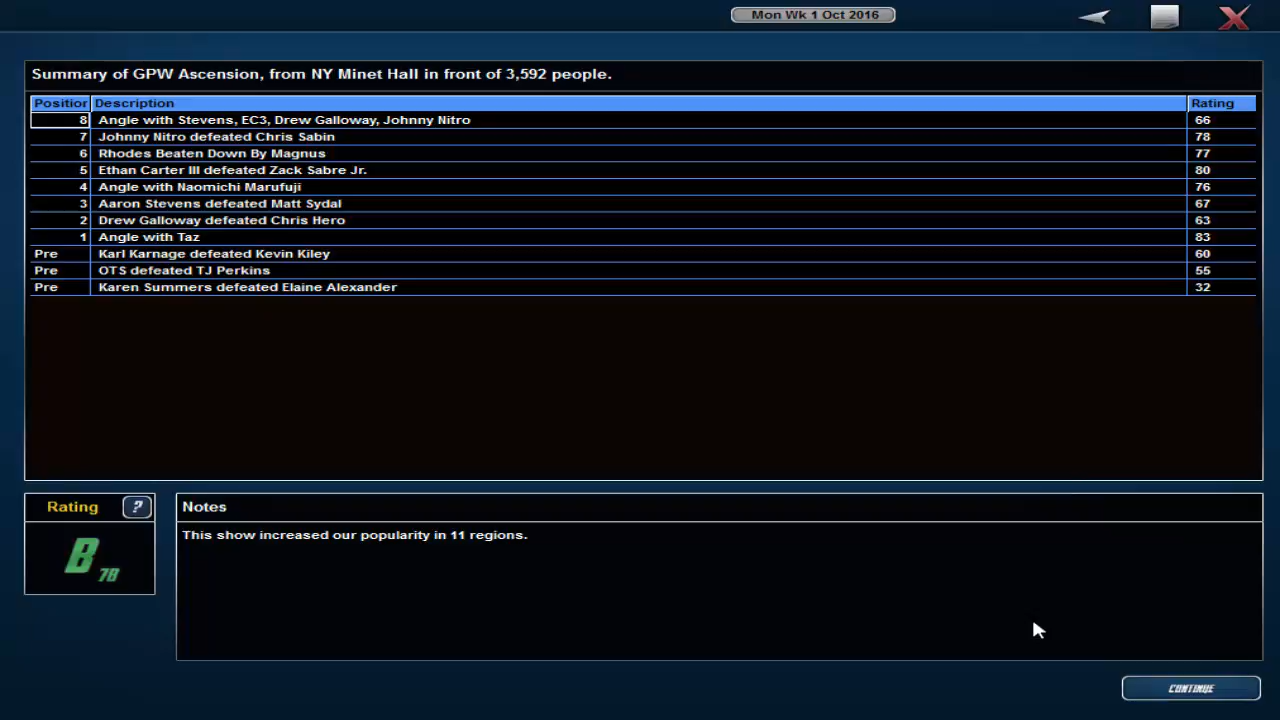 Mon Wk 1 Oct 2016
Summary of GPW Ascension, from NY Minet Hall in front of 3,592 people.
Position Description Rating
8 Angle with Stevens, EC3, Drew Galloway, Johnny Nitro 66
7 Johnny Nitro defeated Chris Sabin 78
6 Rhodes Beaten Down By Magnus 77
5 Ethan Carter III defeated Zack Sabre Jr. 80
4 Angle with Naomichi Marufuji 76
3 Aaron Stevens defeated Matt Sydal 67
2 Drew Galloway defeated Chris Hero 63
1 Angle with Taz 83
Pre Karl Karnage defeated Kevin Kiley 60
Pre OTS defeated TJ Perkins 55
Pre Karen Summers defeated Elaine Alexander 32
Rating ? Notes
This show increased our popularity in 11 regions.
B 78
CONTINUE